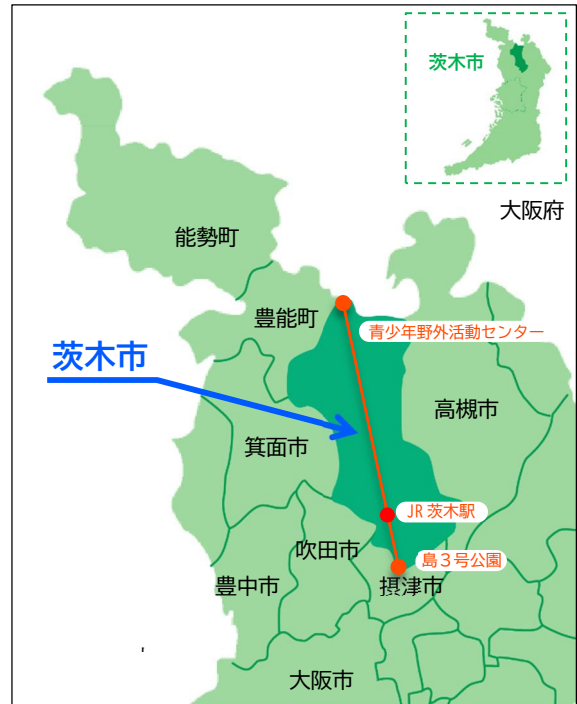 茨木市
大阪府
能勢町
豊能町
青少年野外活動センター
茨木市
高槻市
箕面市
JR 茨木駅
吹田市
島３号公園
豊中市
摂津市
大阪市